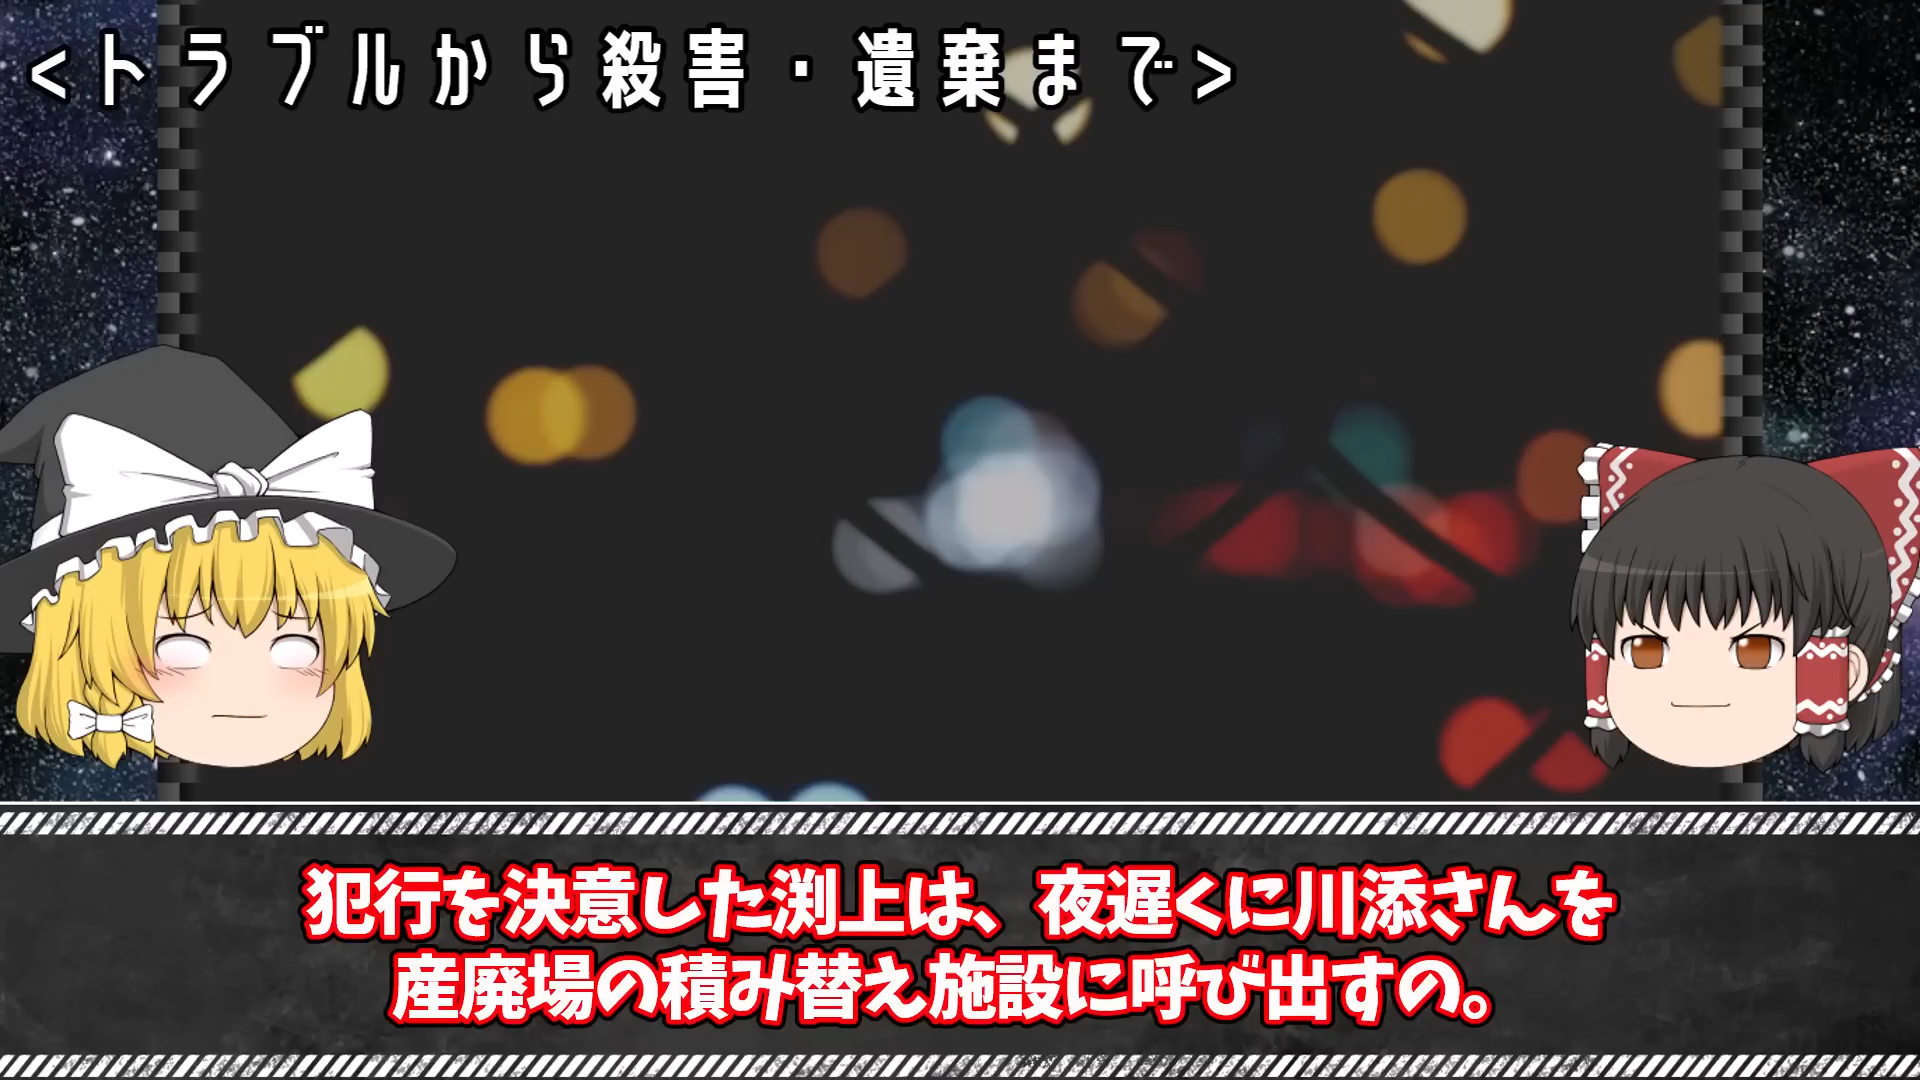 <トラブルから殺害・遺棄まで>
犯行を決意した渕上は、夜遅くに川添さんを
産廃場の積み替え施設に呼び出すの。